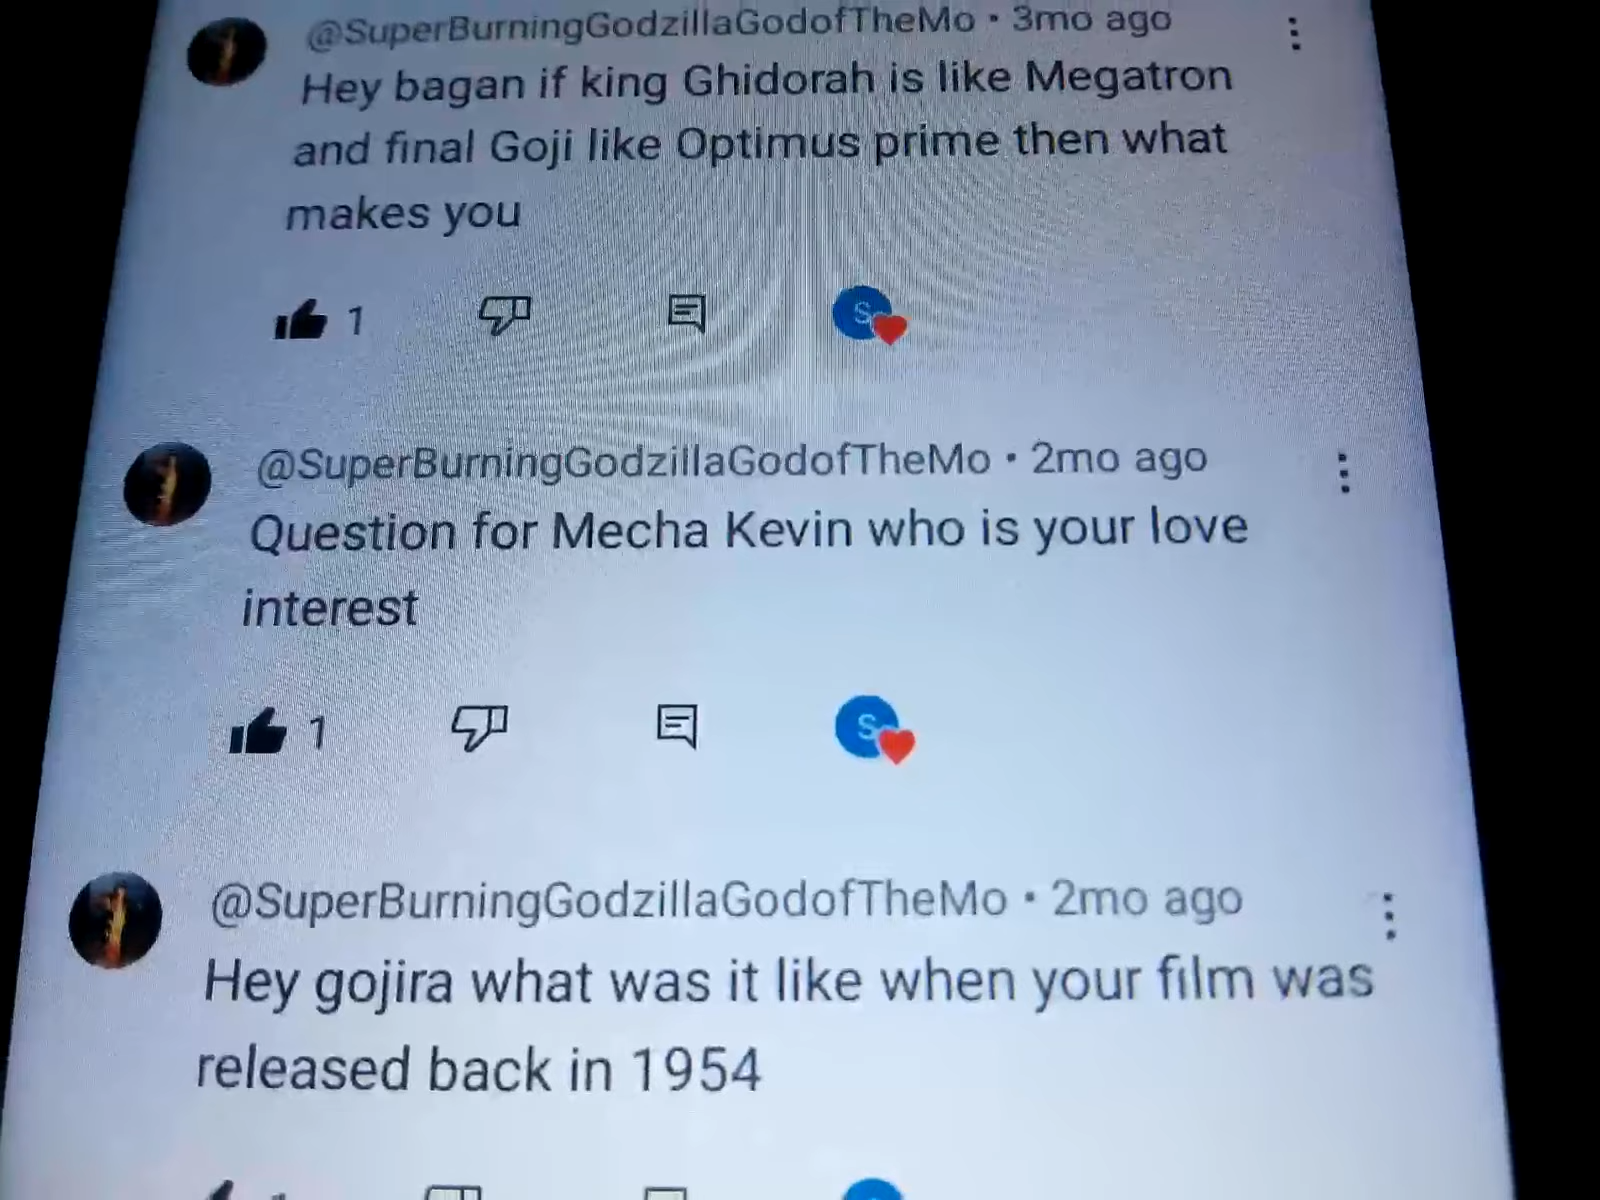 @SuperBurningGodzillaGodofTheMo • 3mo ago
Hey bagan if king Ghidorah is like Megatron
and final Goji like Optimus prime then what
makes you
1
S
@SuperBurningGodzillaGodofTheMo • 2mo ago
Question for Mecha Kevin who is your love
interest
1
S
@SuperBurningGodzillaGodofTheMo • 2mo ago
Hey gojira what was it like when your film was
released back in 1954